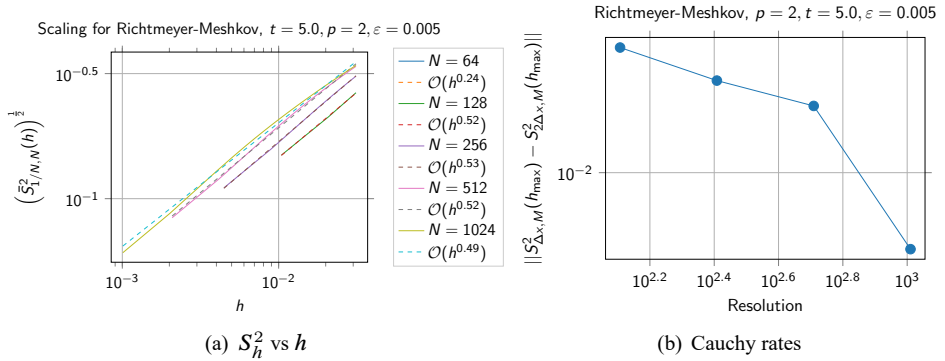 Scaling for Richtmeyer-Meshkov, t = 5.0, p = 2, ε = 0.005
10^−0.5
10^−1
(S̄²_{1/N,N}(h))^{1/2}
10^−3
10^−2
h
N = 64
O(h^0.24)
N = 128
O(h^0.52)
N = 256
O(h^0.53)
N = 512
O(h^0.52)
N = 1024
O(h^0.49)
(a) S²_h vs h
Richtmeyer-Meshkov, p = 2, t = 5.0, ε = 0.005
||S²_{Δx,M}(h_max) − S²_{2Δx,M}(h_max)||
10^−2
10^2.2
10^2.4
10^2.6
10^2.8
10^3
Resolution
(b) Cauchy rates